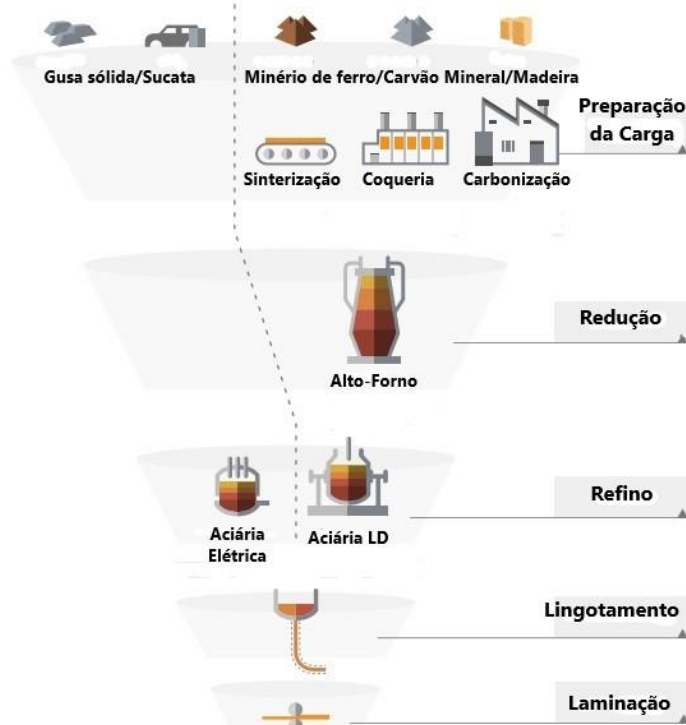 Gusa sólida/Sucata
Minério de ferro/Carvão Mineral/Madeira
Preparação
da Carga
Sinterização
Coqueria
Carbonização
Redução
Alto-Forno
Refino
Aciária
Elétrica
Aciária LD
Lingotamento
Laminação